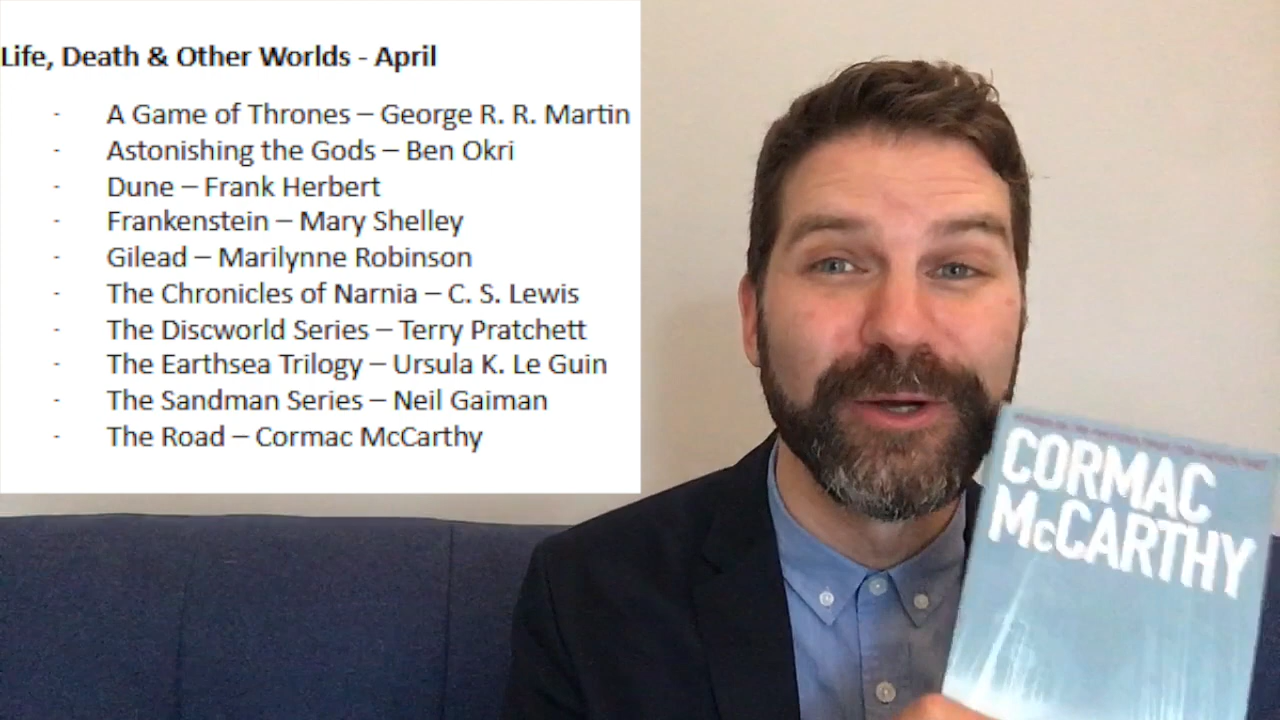 Life, Death & Other Worlds - April
- A Game of Thrones – George R. R. Martin
- Astonishing the Gods – Ben Okri
- Dune – Frank Herbert
- Frankenstein – Mary Shelley
- Gilead – Marilynne Robinson
- The Chronicles of Narnia – C. S. Lewis
- The Discworld Series – Terry Pratchett
- The Earthsea Trilogy – Ursula K. Le Guin
- The Sandman Series – Neil Gaiman
- The Road – Cormac McCarthy
CORMAC
McCARTHY